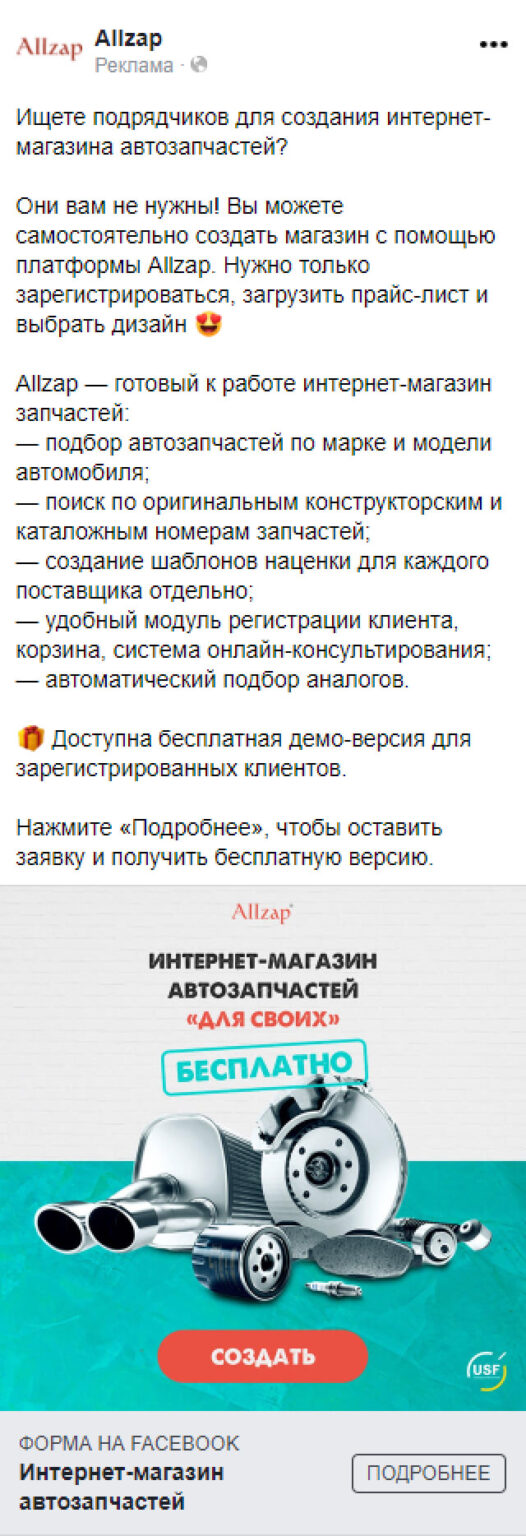 Allzap
Allzap
Реклама ·
Ищете подрядчиков для создания интернет-
магазина автозапчастей?
Они вам не нужны! Вы можете
самостоятельно создать магазин с помощью
платформы Allzap. Нужно только
зарегистрироваться, загрузить прайс-лист и
выбрать дизайн 😍
Allzap — готовый к работе интернет-магазин
запчастей:
— подбор автозапчастей по марке и модели
автомобиля;
— поиск по оригинальным конструкторским и
каталожным номерам запчастей;
— создание шаблонов наценки для каждого
поставщика отдельно;
— удобный модуль регистрации клиента,
корзина, система онлайн-консультирования;
— автоматический подбор аналогов.
🎁 Доступна бесплатная демо-версия для
зарегистрированных клиентов.
Нажмите «Подробнее», чтобы оставить
заявку и получить бесплатную версию.
Allzap
ИНТЕРНЕТ-МАГАЗИН
АВТОЗАПЧАСТЕЙ
«ДЛЯ СВОИХ»
БЕСПЛАТНО
СОЗДАТЬ
USF
ФОРМА НА FACEBOOK
Интернет-магазин
автозапчастей
ПОДРОБНЕЕ